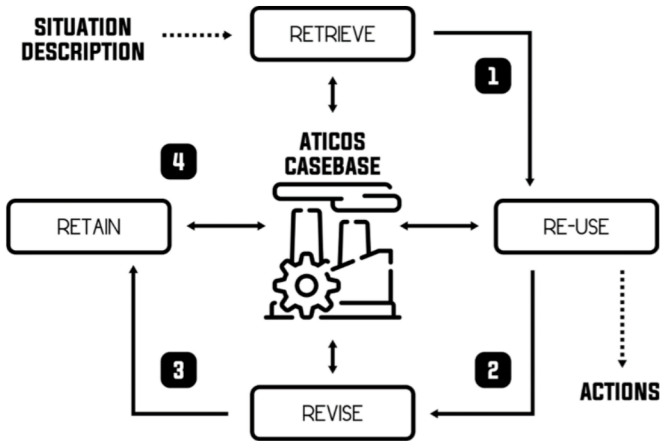 SITUATION
DESCRIPTION
RETRIEVE
1
ATICOS
CASEBASE
4
RETAIN
RE-USE
3
2
REVISE
ACTIONS